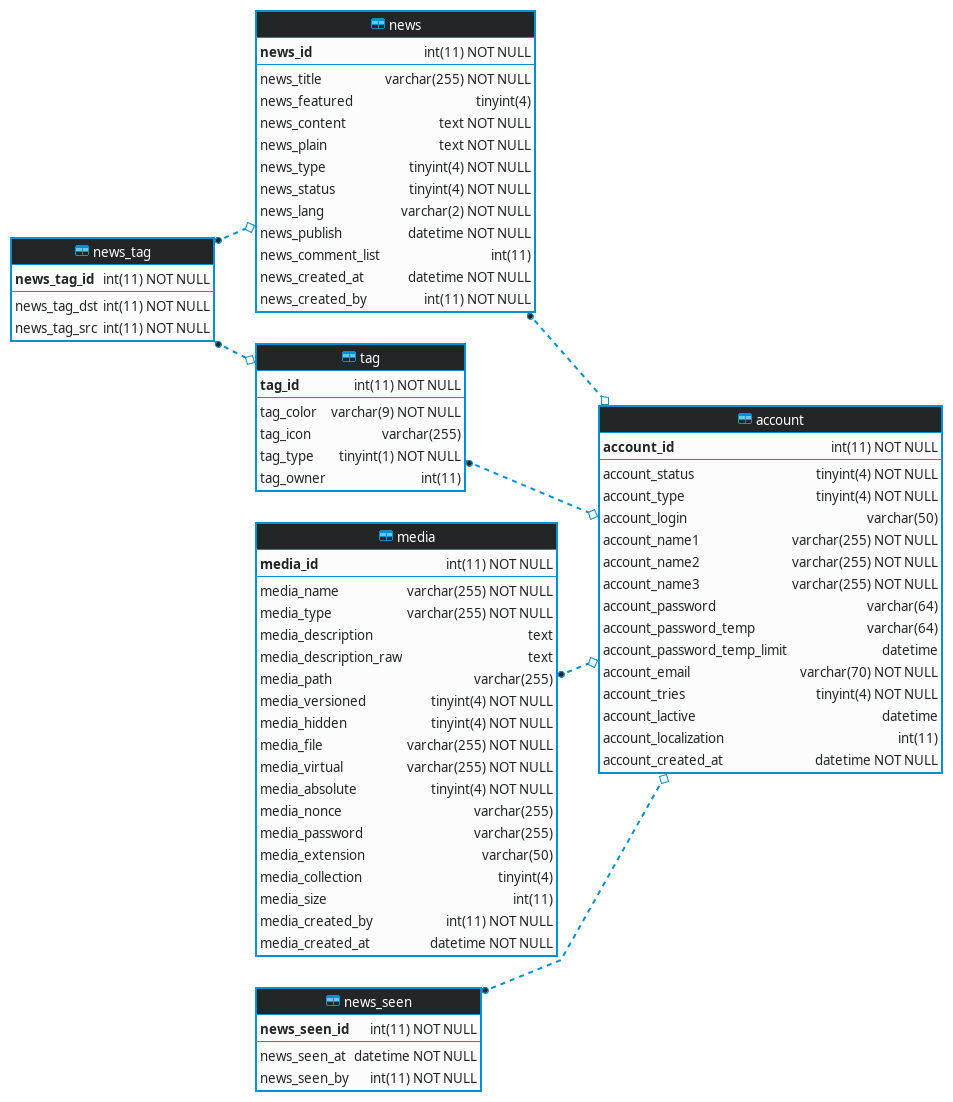 news
news_id int(11) NOT NULL
news_title varchar(255) NOT NULL
news_featured tinyint(4)
news_content text NOT NULL
news_plain text NOT NULL
news_type tinyint(4) NOT NULL
news_status tinyint(4) NOT NULL
news_lang varchar(2) NOT NULL
news_publish datetime NOT NULL
news_comment_list int(11)
news_created_at datetime NOT NULL
news_created_by int(11) NOT NULL
news_tag
news_tag_id int(11) NOT NULL
news_tag_dst int(11) NOT NULL
news_tag_src int(11) NOT NULL
tag
tag_id int(11) NOT NULL
tag_color varchar(9) NOT NULL
tag_icon varchar(255)
tag_type tinyint(1) NOT NULL
tag_owner int(11)
account
account_id int(11) NOT NULL
account_status tinyint(4) NOT NULL
account_type tinyint(4) NOT NULL
account_login varchar(50)
account_name1 varchar(255) NOT NULL
account_name2 varchar(255) NOT NULL
account_name3 varchar(255) NOT NULL
account_password varchar(64)
account_password_temp varchar(64)
account_password_temp_limit datetime
account_email varchar(70) NOT NULL
account_tries tinyint(4) NOT NULL
account_lactive datetime
account_localization int(11)
account_created_at datetime NOT NULL
media
media_id int(11) NOT NULL
media_name varchar(255) NOT NULL
media_type varchar(255) NOT NULL
media_description text
media_description_raw text
media_path varchar(255)
media_versioned tinyint(4) NOT NULL
media_hidden tinyint(4) NOT NULL
media_file varchar(255) NOT NULL
media_virtual varchar(255) NOT NULL
media_absolute tinyint(4) NOT NULL
media_nonce varchar(255)
media_password varchar(255)
media_extension varchar(50)
media_collection tinyint(4)
media_size int(11)
media_created_by int(11) NOT NULL
media_created_at datetime NOT NULL
news_seen
news_seen_id int(11) NOT NULL
news_seen_at datetime NOT NULL
news_seen_by int(11) NOT NULL